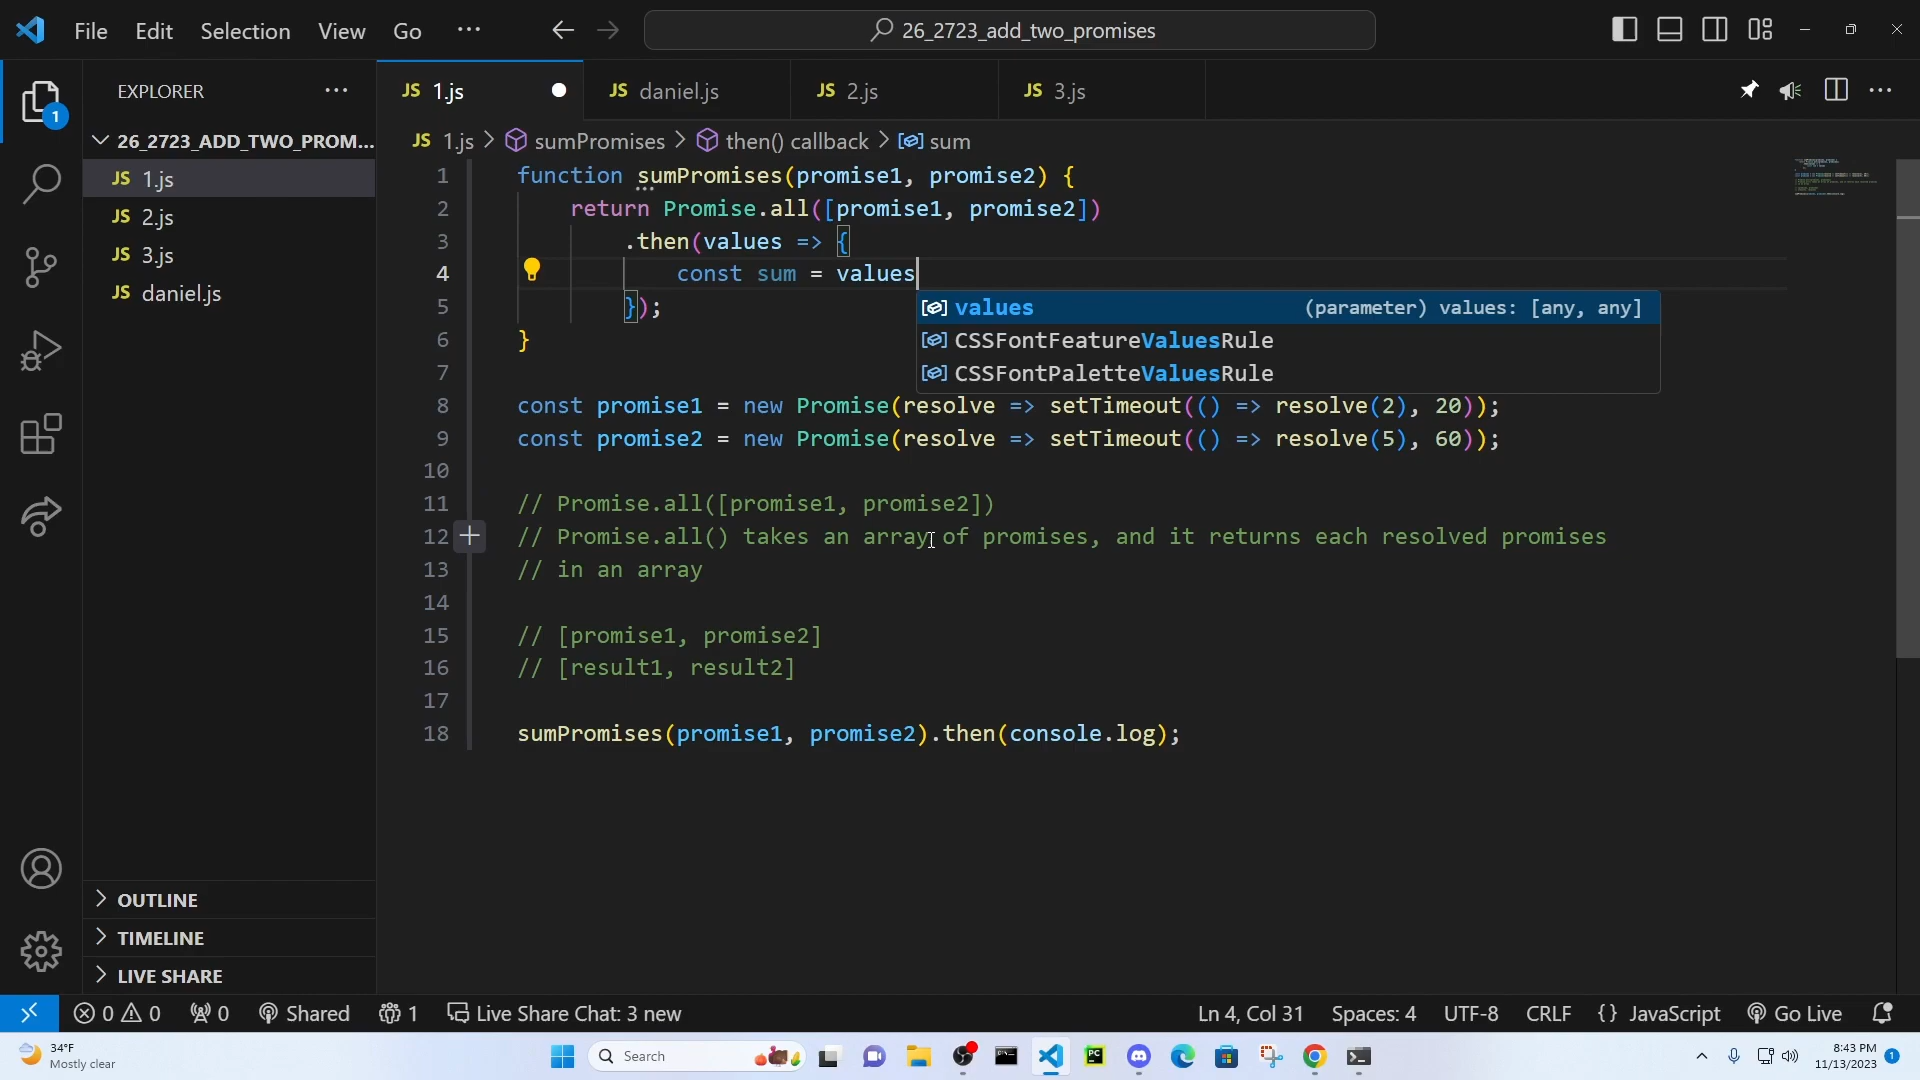 File Edit Selection View Go ··· 26_2723_add_two_promises
EXPLORER ···
1
26_2723_ADD_TWO_PROM...
JS 1.js
JS 2.js
JS 3.js
JS daniel.js
OUTLINE
TIMELINE
LIVE SHARE
JS 1.js JS daniel.js JS 2.js JS 3.js
JS 1.js > sumPromises > then() callback > sum
1 function sumPromises(promise1, promise2) {
2 return Promise.all([promise1, promise2])
3 .then(values => {
4 const sum = values
5 });
6 }
7
values (parameter) values: [any, any]
CSSFontFeatureValuesRule
CSSFontPaletteValuesRule
8 const promise1 = new Promise(resolve => setTimeout(() => resolve(2), 20));
9 const promise2 = new Promise(resolve => setTimeout(() => resolve(5), 60));
10
11 // Promise.all([promise1, promise2])
12 // Promise.all() takes an array of promises, and it returns each resolved promises
13 // in an array
14
15 // [promise1, promise2]
16 // [result1, result2]
17
18 sumPromises(promise1, promise2).then(console.log);
0 0 0 Shared 1 Live Share Chat: 3 new Ln 4, Col 31 Spaces: 4 UTF-8 CRLF {} JavaScript Go Live
34°F
Mostly clear
Search
PC
8:43 PM
11/13/2023
1